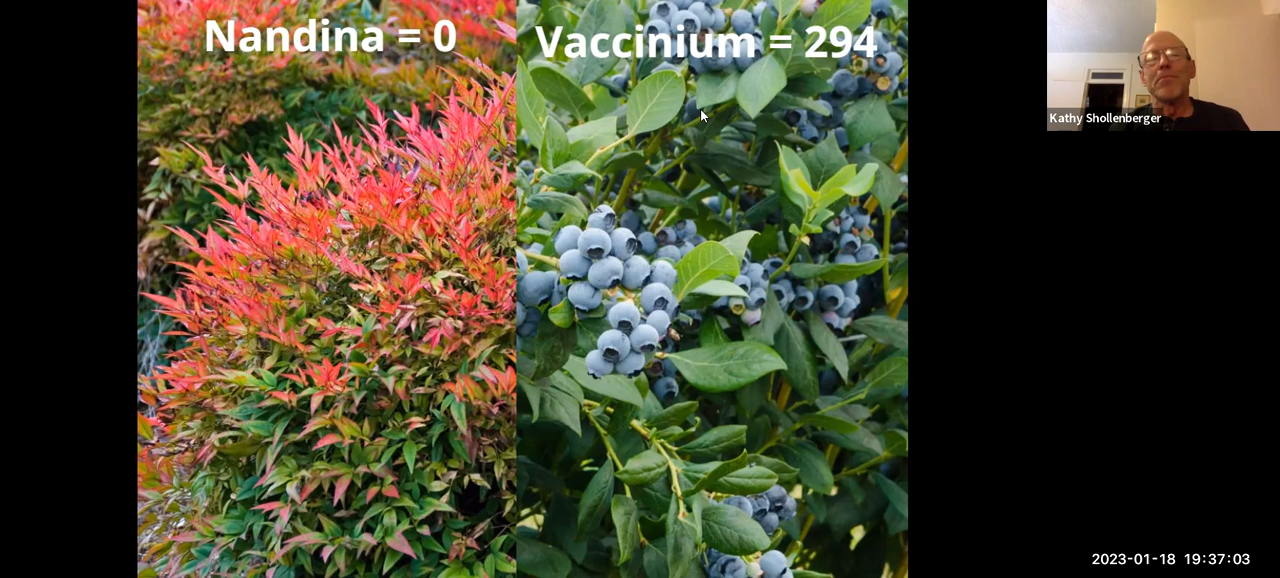 Nandina = 0
Vaccinium = 294
Kathy Shollenberger
2023-01-18 19:37:03